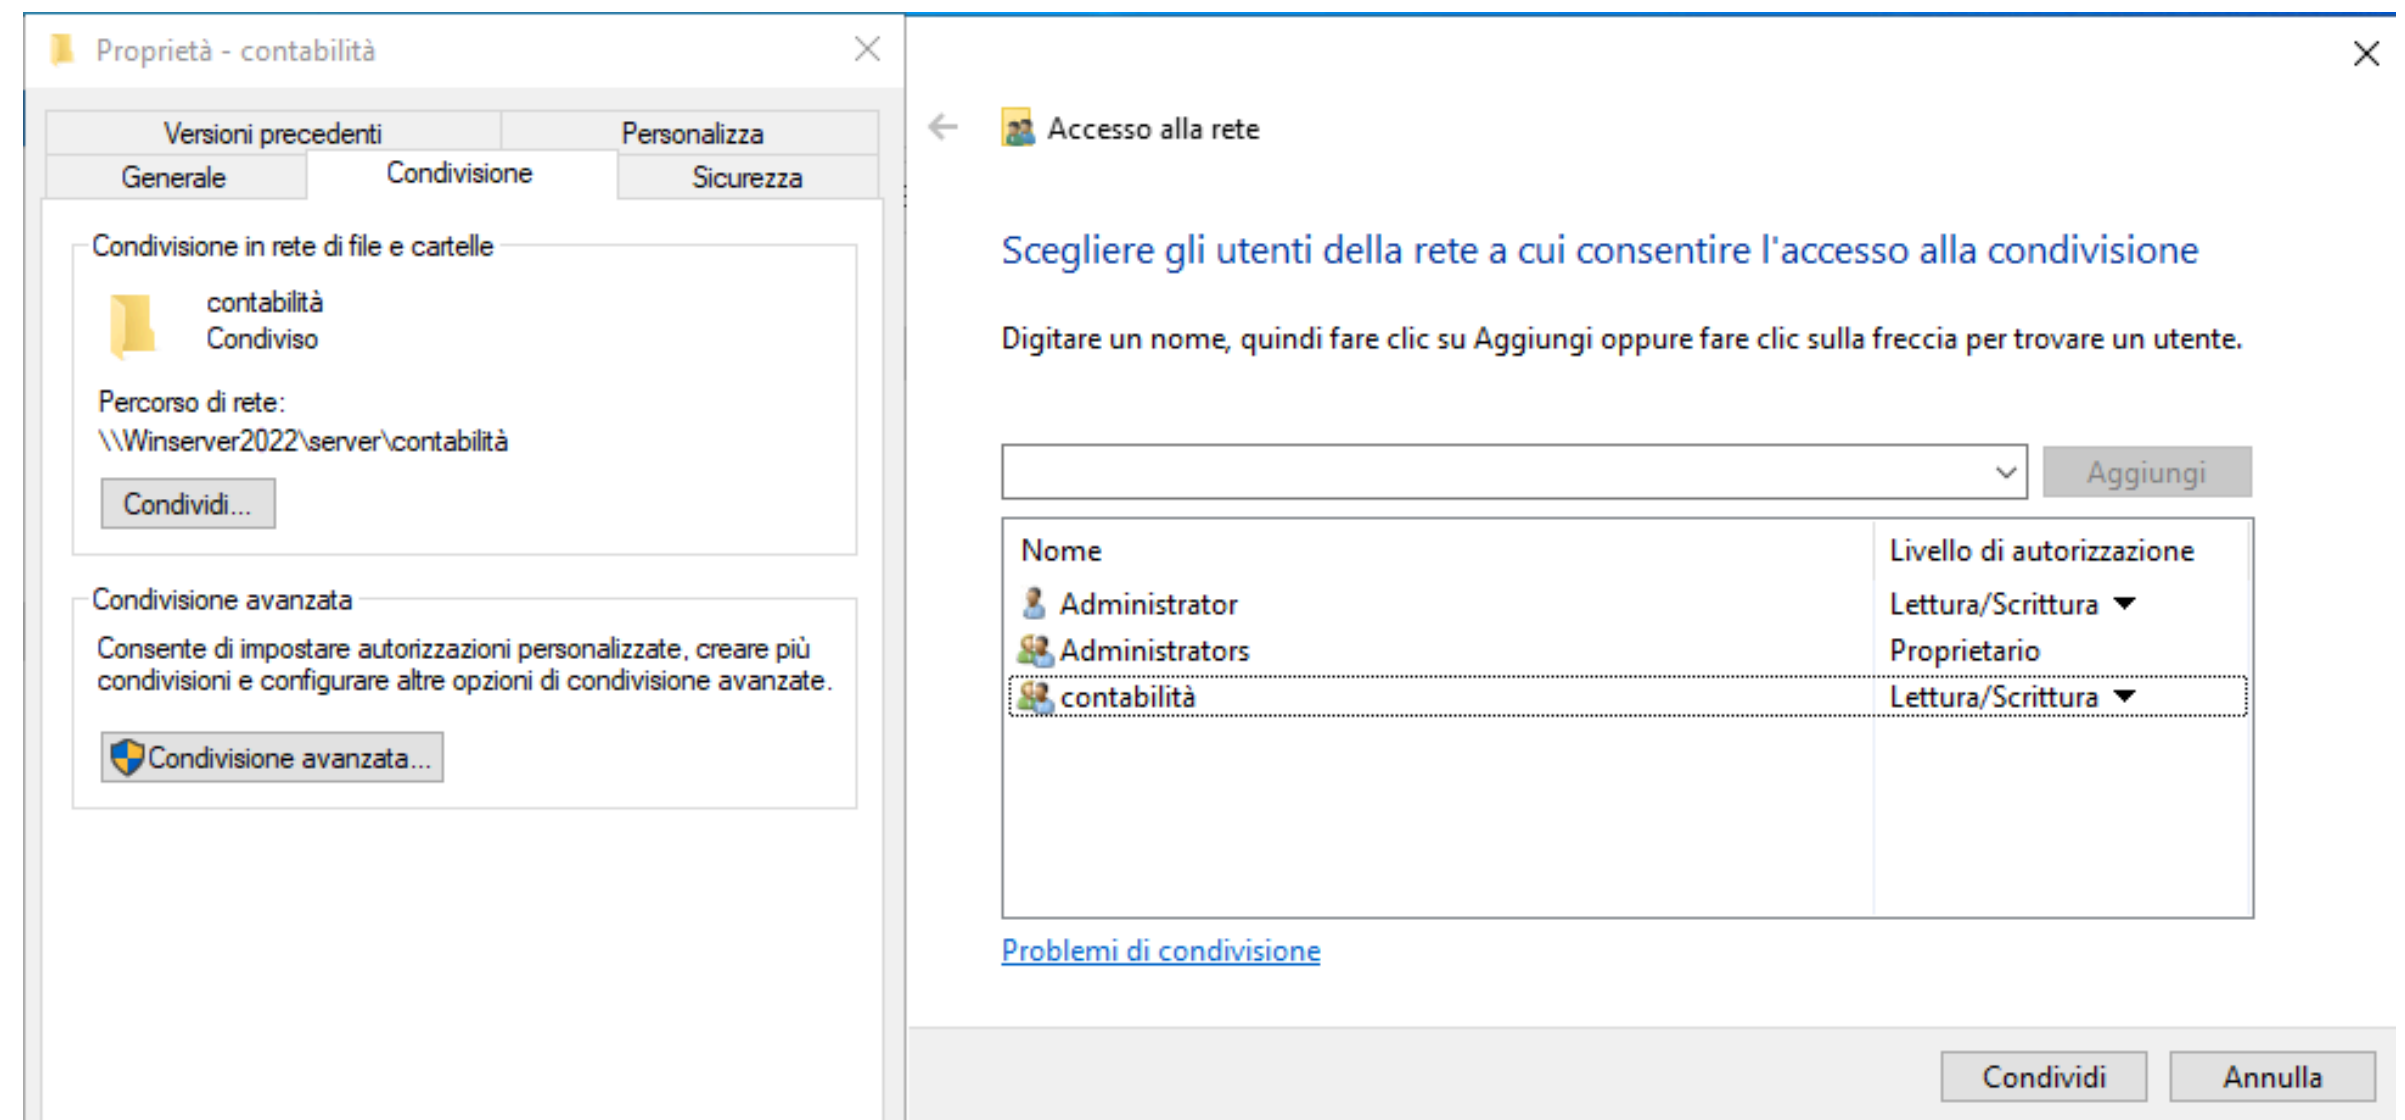 Proprietà - contabilità
Versioni precedenti
Personalizza
Generale
Condivisione
Sicurezza
Condivisione in rete di file e cartelle
contabilità
Condiviso
Percorso di rete:
\\Winserver2022\server\contabilità
Condividi...
Condivisione avanzata
Consente di impostare autorizzazioni personalizzate, creare più
condivisioni e configurare altre opzioni di condivisione avanzate.
Condivisione avanzata...
Accesso alla rete
Scegliere gli utenti della rete a cui consentire l'accesso alla condivisione
Digitare un nome, quindi fare clic su Aggiungi oppure fare clic sulla freccia per trovare un utente.
Aggiungi
Nome Livello di autorizzazione
Administrator Lettura/Scrittura
Administrators Proprietario
contabilità Lettura/Scrittura
Problemi di condivisione
Condividi
Annulla